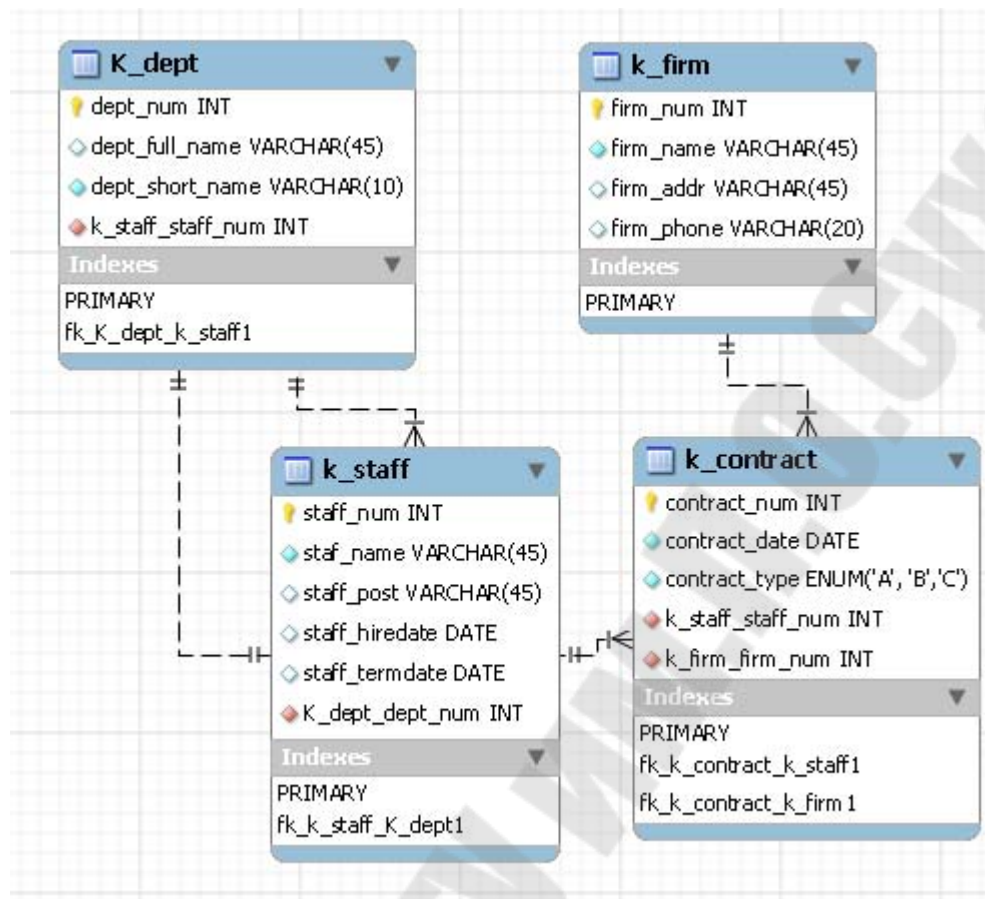 K_dept
dept_num INT
dept_full_name VARCHAR(45)
dept_short_name VARCHAR(10)
k_staff_staff_num INT
Indexes
PRIMARY
fk_K_dept_k_staff1
k_firm
firm_num INT
firm_name VARCHAR(45)
firm_addr VARCHAR(45)
firm_phone VARCHAR(20)
Indexes
PRIMARY
k_staff
staff_num INT
staf_name VARCHAR(45)
staff_post VARCHAR(45)
staff_hiredate DATE
staff_termdate DATE
K_dept_dept_num INT
Indexes
PRIMARY
fk_k_staff_K_dept1
k_contract
contract_num INT
contract_date DATE
contract_type ENUM('A', 'B','C')
k_staff_staff_num INT
k_firm_firm_num INT
Indexes
PRIMARY
fk_k_contract_k_staff1
fk_k_contract_k_firm1